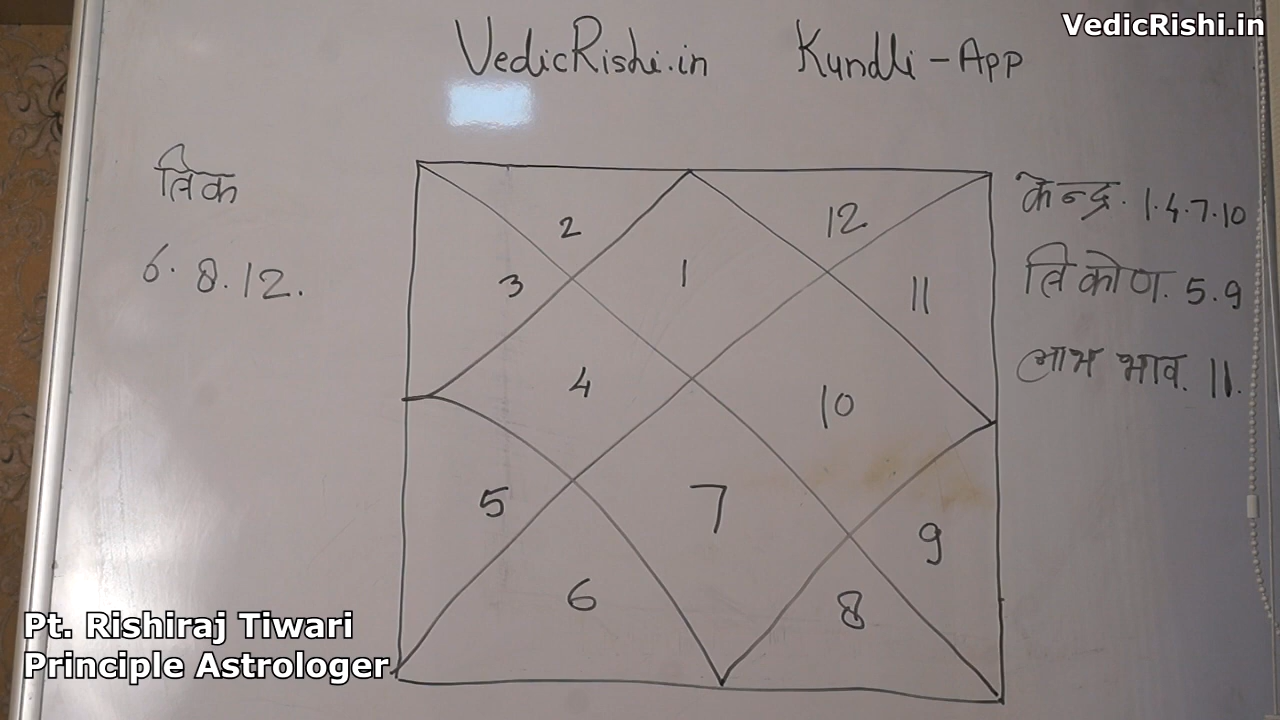 VedicRishi.in
VedicRishi.in Kundli-App
त्रिक
6. 8. 12.
केन्द्र. 1.4.7.10
त्रिकोण. 5.9
लाभ भाव. 11.
2
12
3
1
11
4
10
5
7
9
6
8
Pt. Rishiraj Tiwari
Principle Astrologer